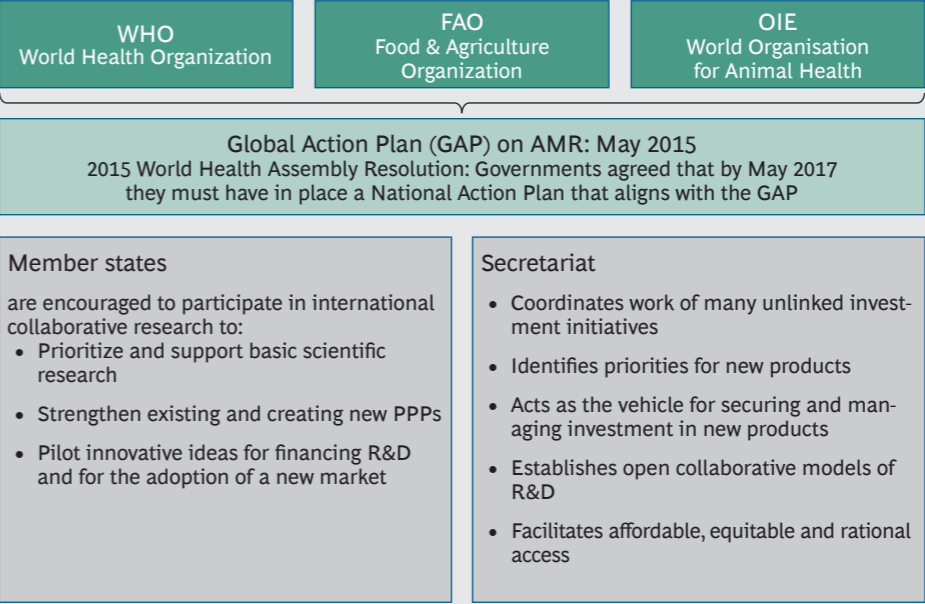 WHO
World Health Organization
FAO
Food & Agriculture
Organization
OIE
World Organisation
for Animal Health
Global Action Plan (GAP) on AMR: May 2015
2015 World Health Assembly Resolution: Governments agreed that by May 2017
they must have in place a National Action Plan that aligns with the GAP
Member states
are encouraged to participate in international
collaborative research to:
• Prioritize and support basic scientific
research
• Strengthen existing and creating new PPPs
• Pilot innovative ideas for financing R&D
and for the adoption of a new market
Secretariat
• Coordinates work of many unlinked invest-
ment initiatives
• Identifies priorities for new products
• Acts as the vehicle for securing and man-
aging investment in new products
• Establishes open collaborative models of
R&D
• Facilitates affordable, equitable and rational
access